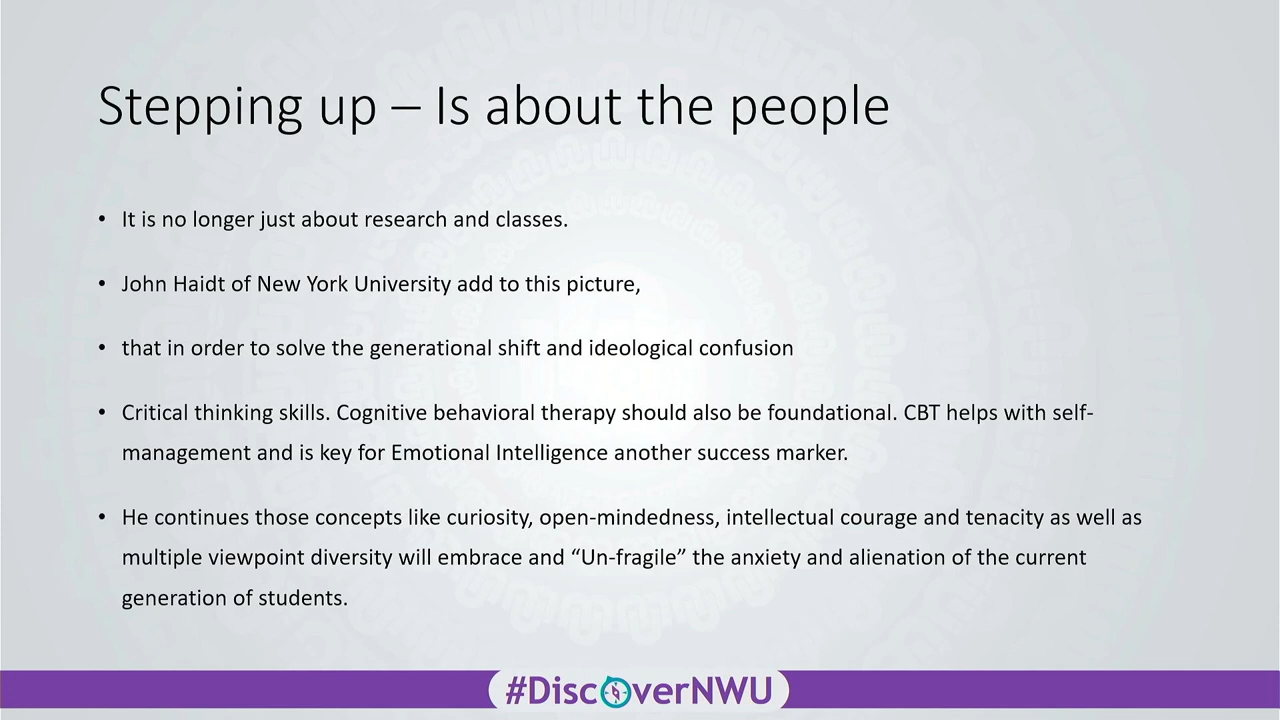 Stepping up – Is about the people
• It is no longer just about research and classes.
• John Haidt of New York University add to this picture,
• that in order to solve the generational shift and ideological confusion
• Critical thinking skills. Cognitive behavioral therapy should also be foundational. CBT helps with self-
management and is key for Emotional Intelligence another success marker.
• He continues those concepts like curiosity, open-mindedness, intellectual courage and tenacity as well as
multiple viewpoint diversity will embrace and “Un-fragile” the anxiety and alienation of the current
generation of students.
#DiscoverNWU